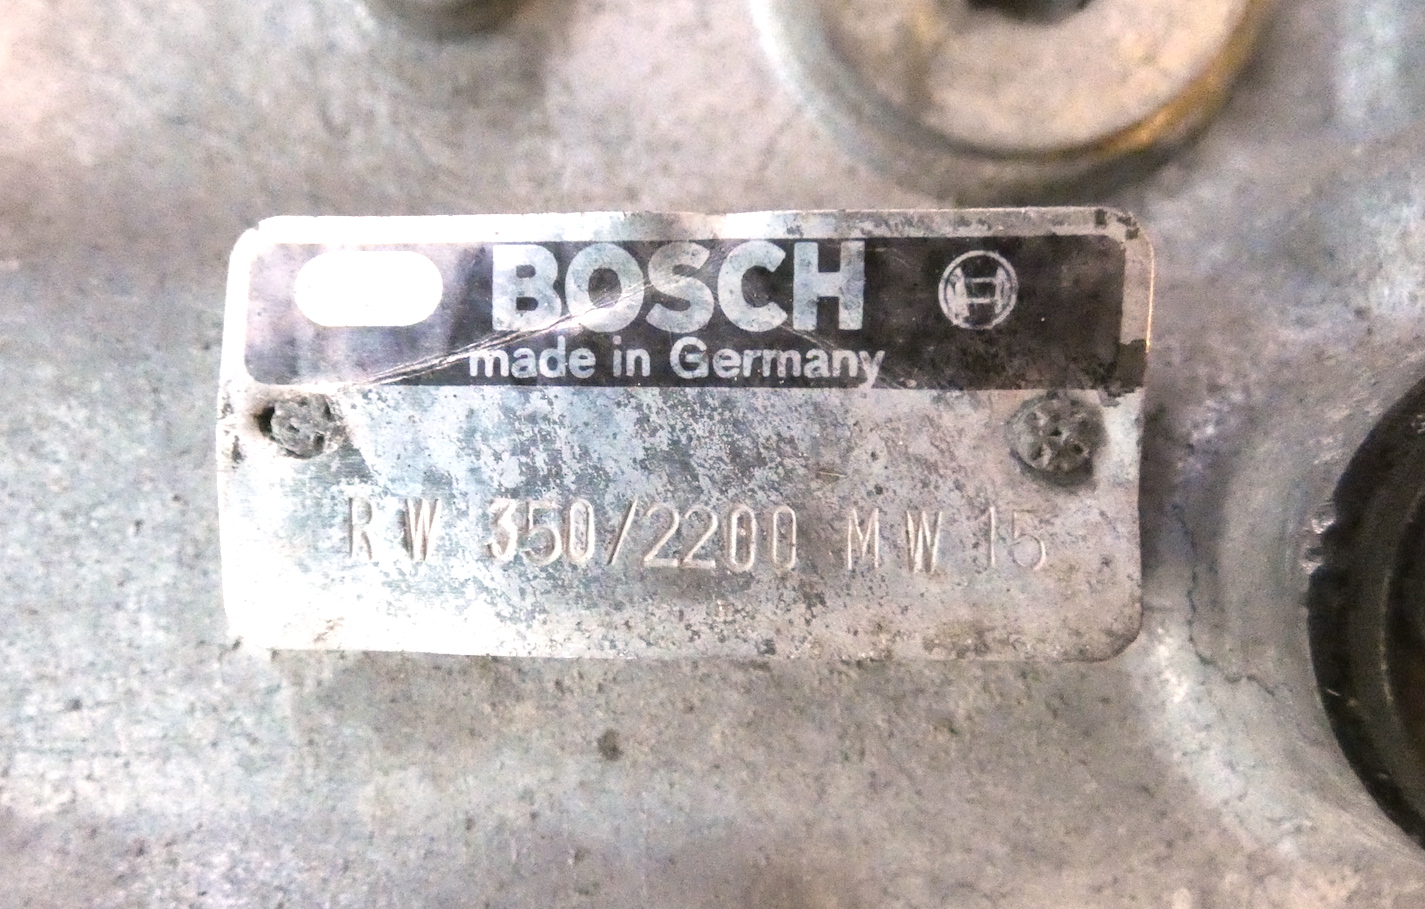 BOSCH
made in Germany
RW 350/2200 MW 15